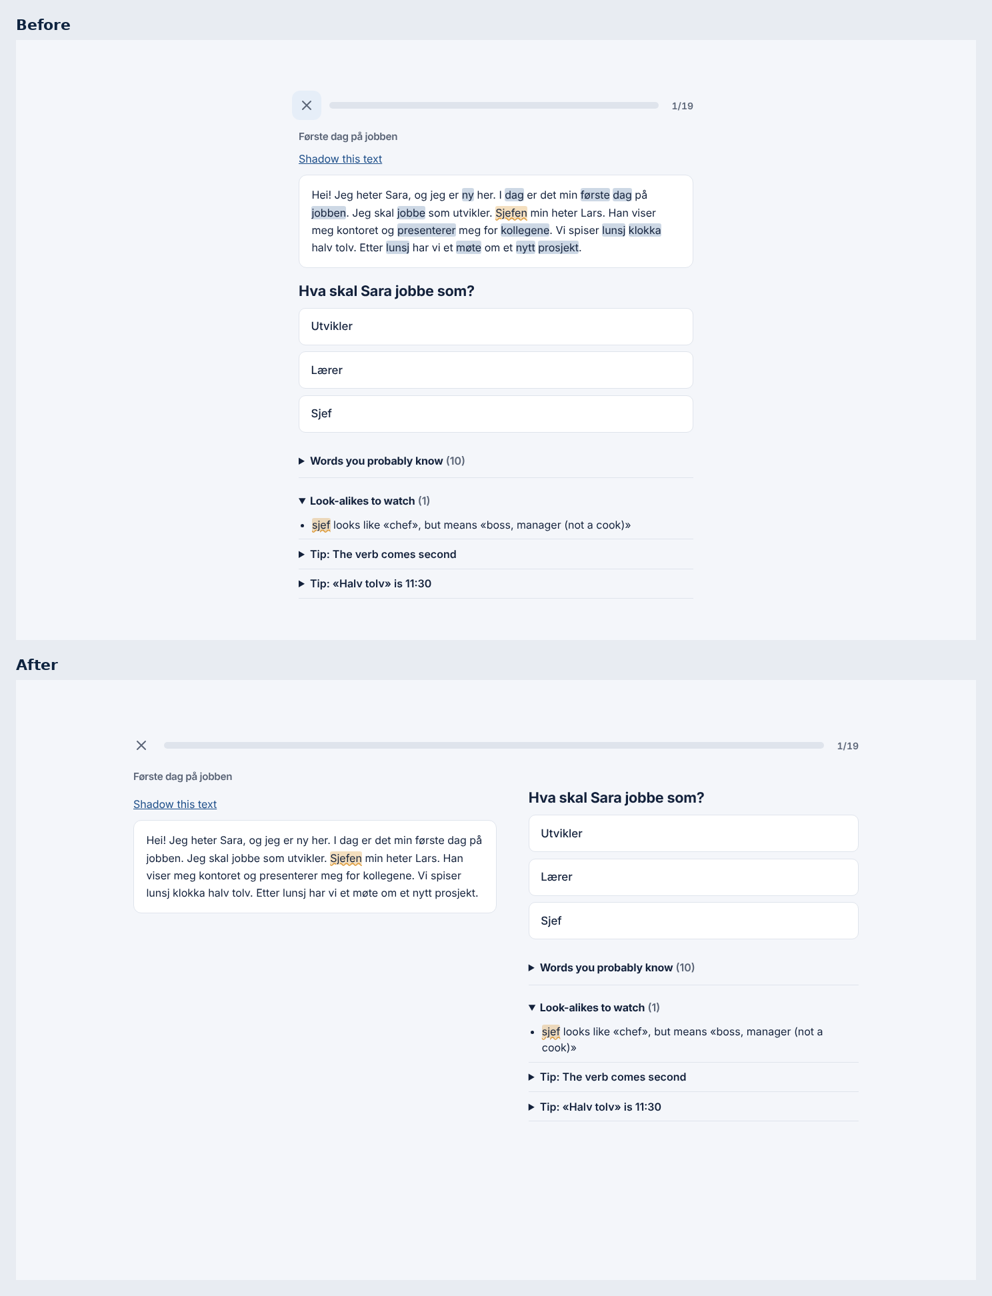 Before
1/19
Første dag på jobben
Shadow this text
Hei! Jeg heter Sara, og jeg er ny her. I dag er det min første dag på
jobben. Jeg skal jobbe som utvikler. Sjefen min heter Lars. Han viser
meg kontoret og presenterer meg for kollegene. Vi spiser lunsj klokka
halv tolv. Etter lunsj har vi et møte om et nytt prosjekt.
Hva skal Sara jobbe som?
Utvikler
Lærer
Sjef
Words you probably know (10)
Look-alikes to watch (1)
sjef looks like «chef», but means «boss, manager (not a cook)»
Tip: The verb comes second
Tip: «Halv tolv» is 11:30
After
1/19
Første dag på jobben
Shadow this text
Hei! Jeg heter Sara, og jeg er ny her. I dag er det min første dag på
jobben. Jeg skal jobbe som utvikler. Sjefen min heter Lars. Han
viser meg kontoret og presenterer meg for kollegene. Vi spiser
lunsj klokka halv tolv. Etter lunsj har vi et møte om et nytt prosjekt.
Hva skal Sara jobbe som?
Utvikler
Lærer
Sjef
Words you probably know (10)
Look-alikes to watch (1)
sjef looks like «chef», but means «boss, manager (not a
cook)»
Tip: The verb comes second
Tip: «Halv tolv» is 11:30